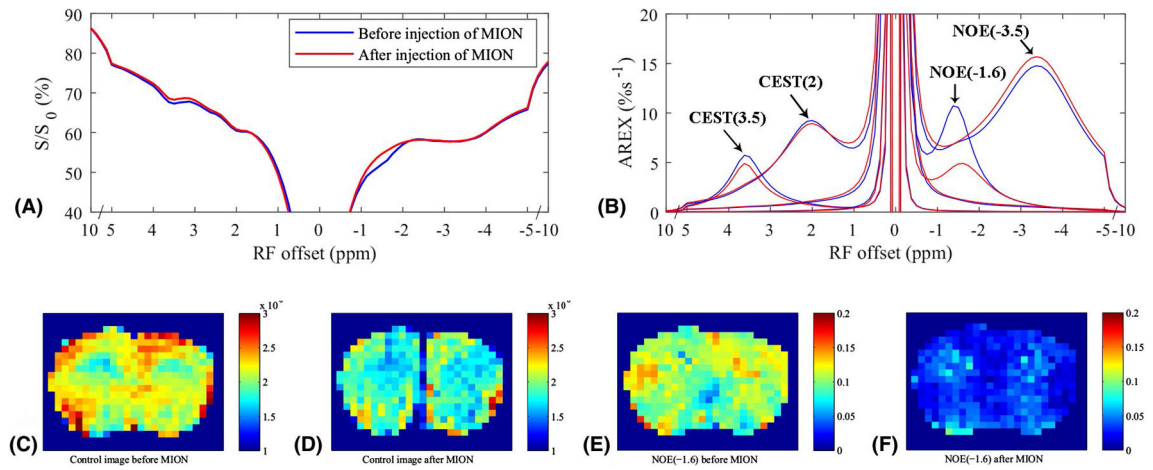 90
80
70
60
50
40
S/S0 (%)
Before injection of MION
After injection of MION
(A)
10 5 4 3 2 1 0 -1 -2 -3 -4 -5 -10
RF offset (ppm)
20
15
10
5
0
AREX (%s-1)
CEST(3.5)
CEST(2)
NOE(-1.6)
NOE(-3.5)
(B)
10 5 4 3 2 1 0 -1 -2 -3 -4 -5 -10
RF offset (ppm)
3
2.5
2
1.5
1
(C)
Control image before MION
3
2.5
2
1.5
1
(D)
Control image after MION
0.2
0.15
0.1
0.05
0
(E)
NOE(−1.6) before MION
0.2
0.15
0.1
0.05
0
(F)
NOE(−1.6) after MION